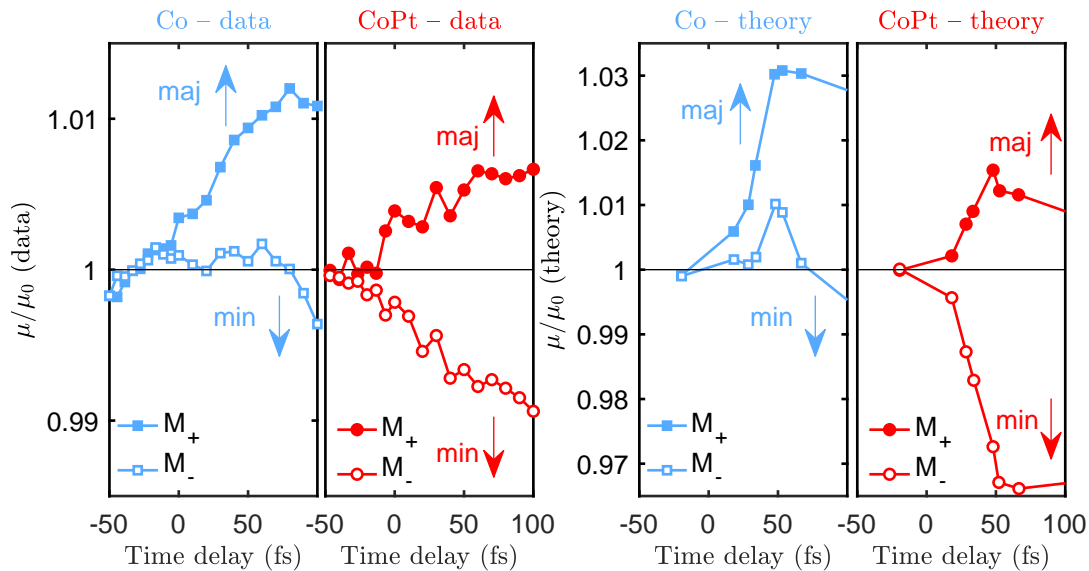 Co – data
CoPt – data
Co – theory
CoPt – theory
μ/μ₀ (data)
1.01
1
0.99
maj
min
M₊
M₋
-50 0 50
Time delay (fs)
maj
min
M₊
M₋
-50 0 50 100
Time delay (fs)
μ/μ₀ (theory)
1.03
1.02
1.01
1
0.99
0.98
0.97
maj
min
M₊
M₋
-50 0 50
Time delay (fs)
maj
min
M₊
M₋
-50 0 50 100
Time delay (fs)